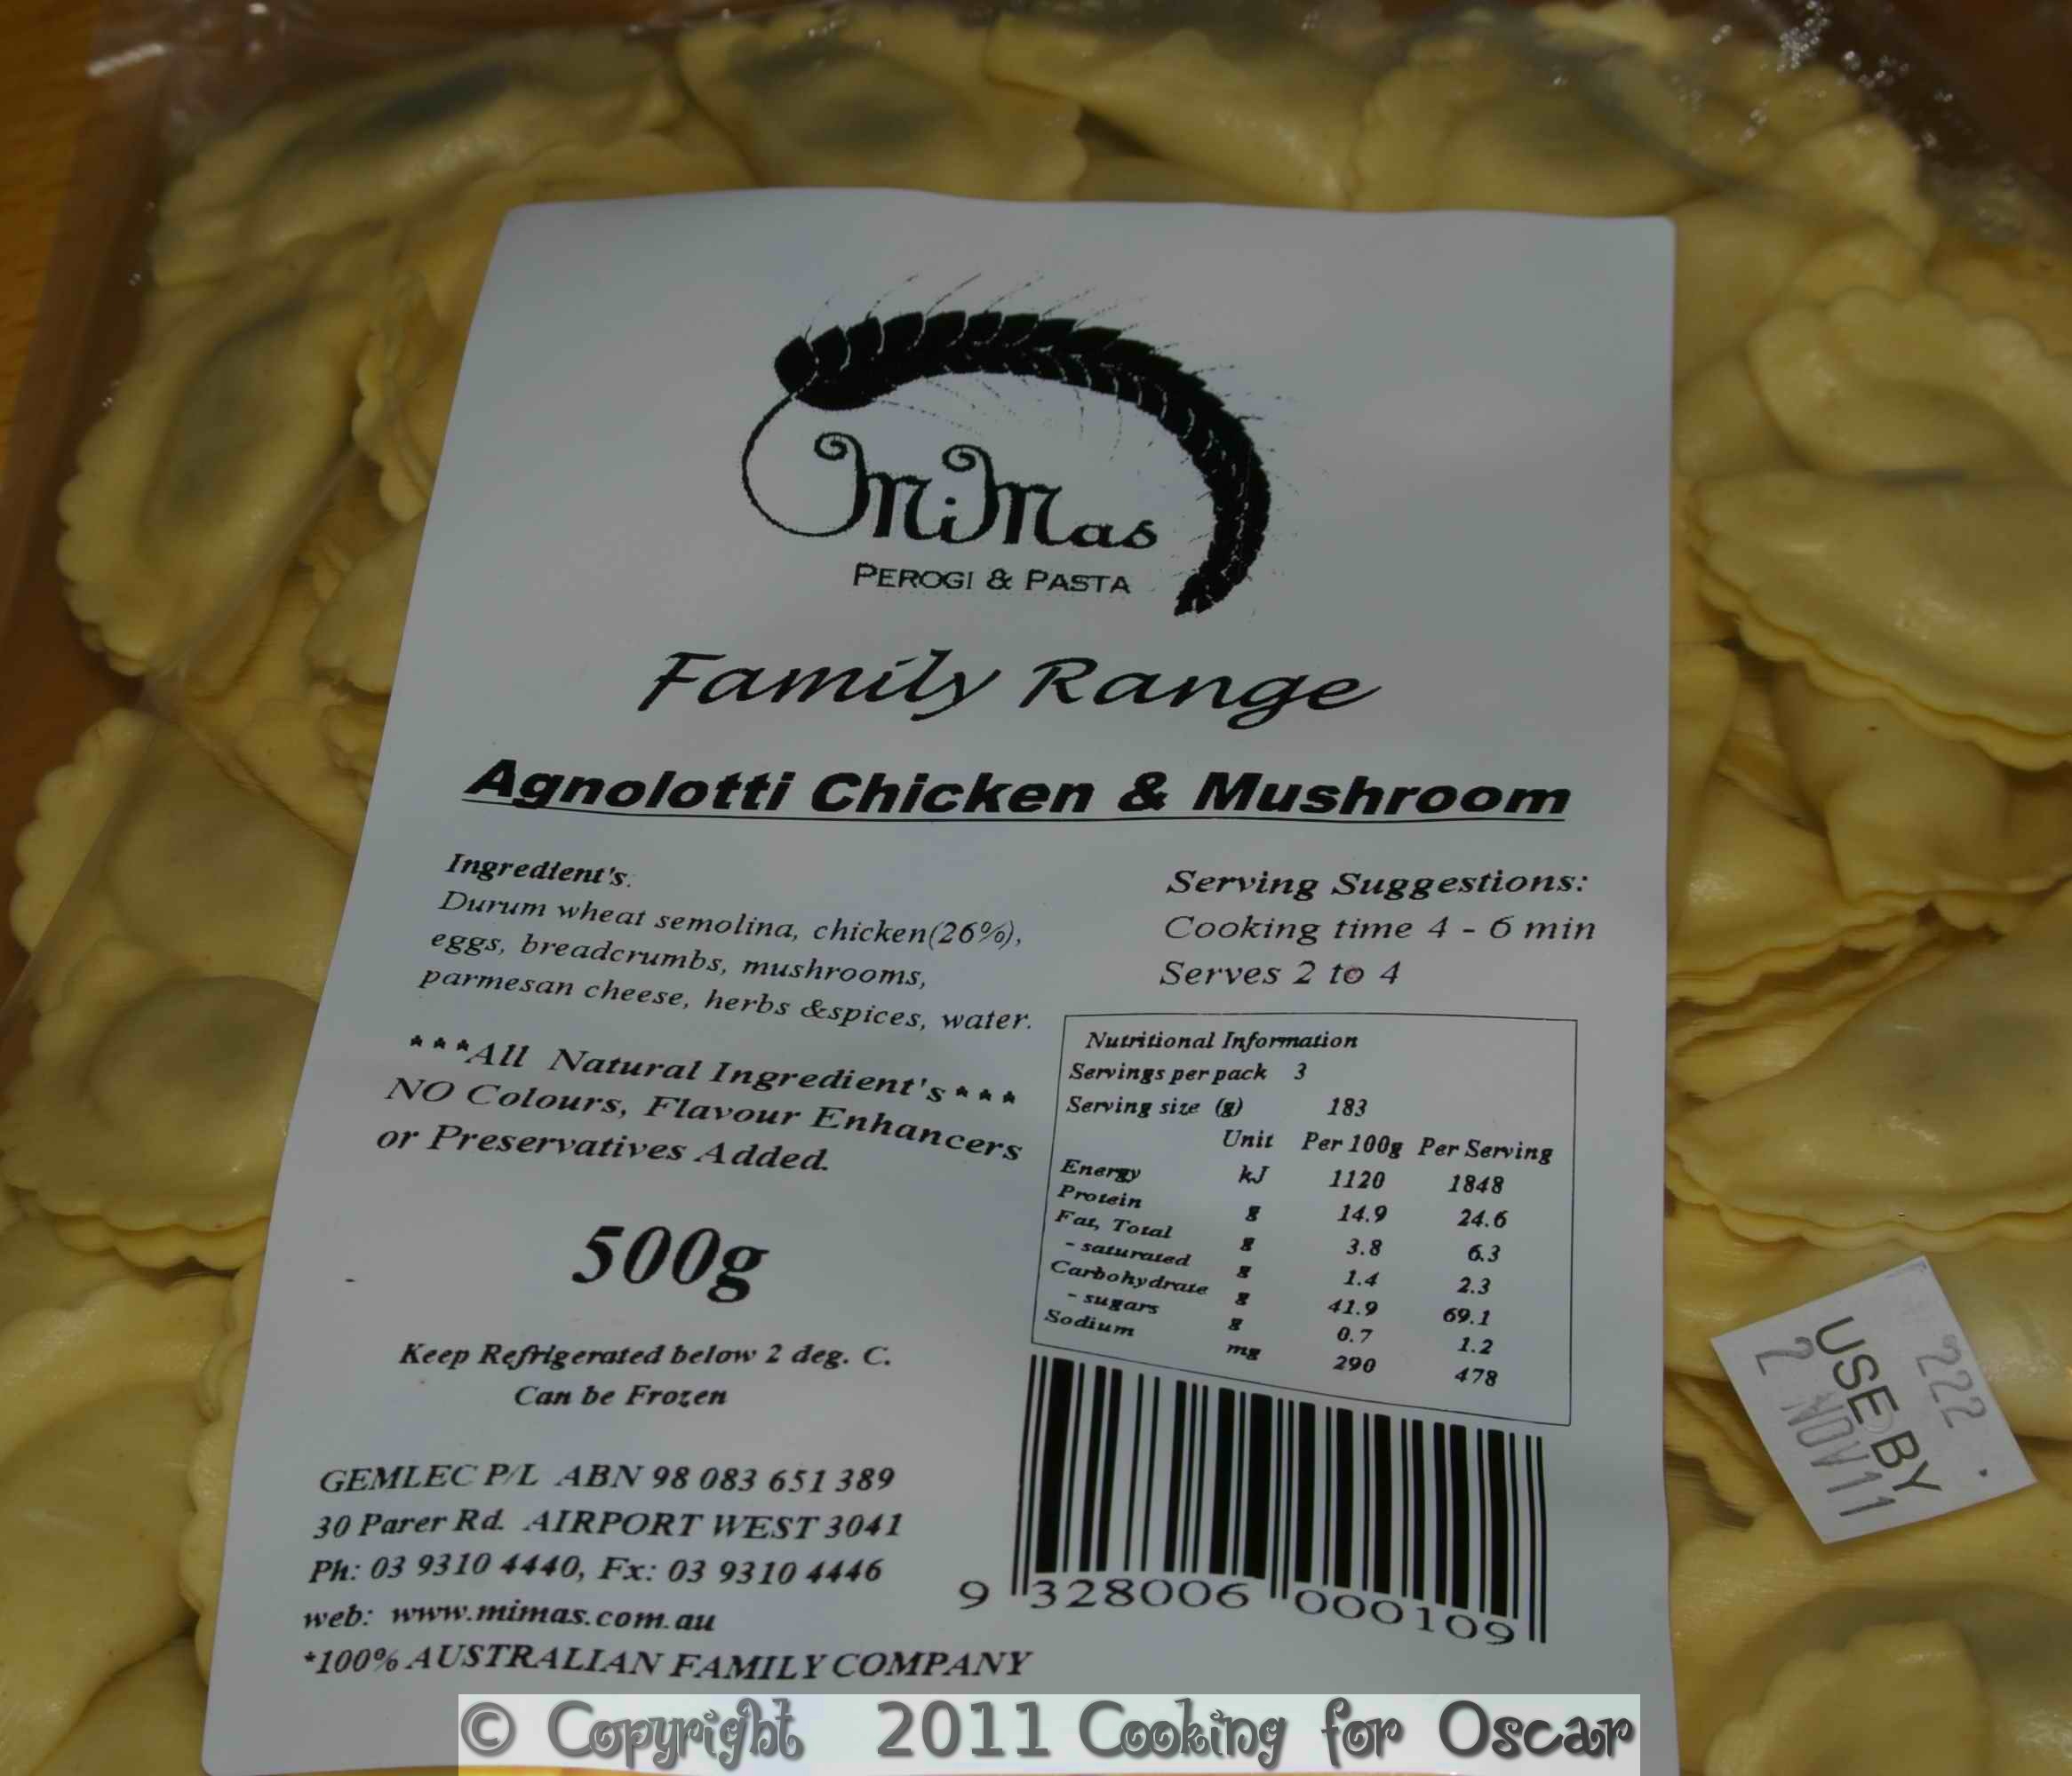 MiMas
PEROGI & PASTA
Family Range
Agnolotti Chicken & Mushroom
Ingredient's:
Durum wheat semolina, chicken(26%),
eggs, breadcrumbs, mushrooms,
parmesan cheese, herbs &spices, water.
***All Natural Ingredient's***
NO Colours, Flavour Enhancers
or Preservatives Added.
500g
Keep Refrigerated below 2 deg. C.
Can be Frozen
GEMLEC P/L ABN 98 083 651 389
30 Parer Rd. AIRPORT WEST 3041
Ph: 03 9310 4440, Fx: 03 9310 4446
web: www.mimas.com.au
*100% AUSTRALIAN FAMILY COMPANY
Serving Suggestions:
Cooking time 4 - 6 min
Serves 2 to 4
Nutritional Information
Servings per pack 3
Serving size (g) 183
Unit Per 100g Per Serving
Energy kJ 1120 1848
Protein g 14.9 24.6
Fat, Total g 3.8 6.3
- saturated g 1.4 2.3
Carbohydrate g 41.9 69.1
- sugars g 0.7 1.2
Sodium mg 290 478
9 328006 000109
222
USE BY
2 NOV 11
© Copyright 2011 Cooking for Oscar